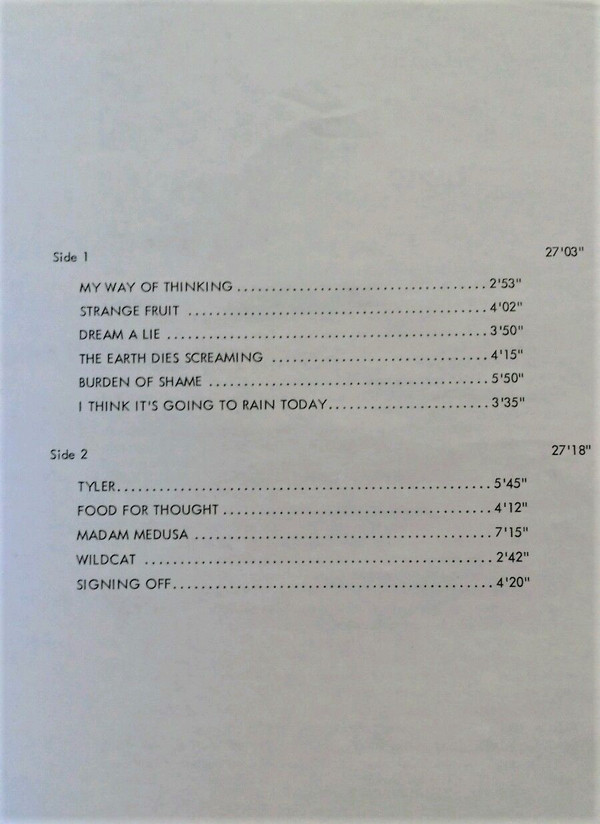 Side 1 27'03"
MY WAY OF THINKING ..................................... 2'53"
STRANGE FRUIT ........................................... 4'02"
DREAM A LIE .............................................. 3'50"
THE EARTH DIES SCREAMING ............................... 4'15"
BURDEN OF SHAME ........................................ 5'50"
I THINK IT'S GOING TO RAIN TODAY....................... 3'35"
Side 2 27'18"
TYLER..................................................... 5'45"
FOOD FOR THOUGHT ...................................... 4'12"
MADAM MEDUSA .......................................... 7'15"
WILDCAT ................................................. 2'42"
SIGNING OFF.............................................. 4'20"